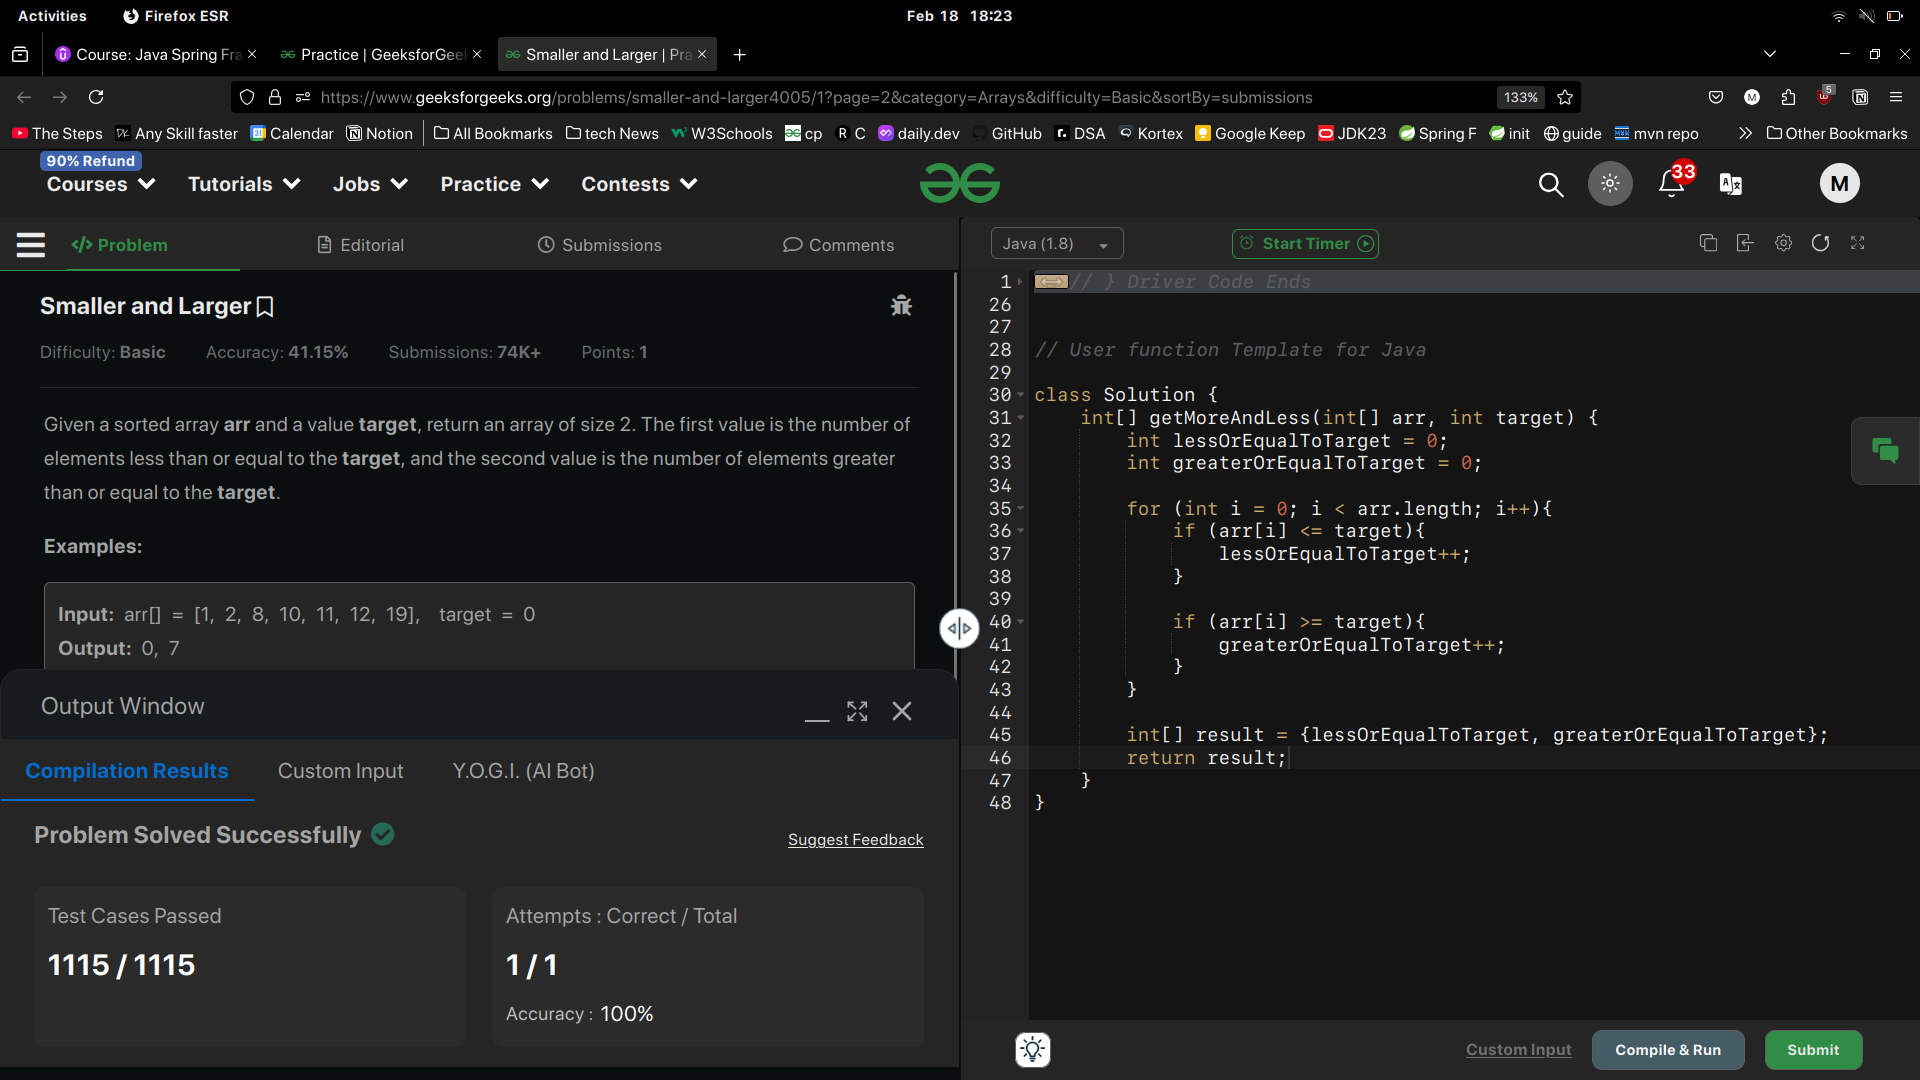 Activities Firefox ESR Feb 18 18:23
Course: Java Spring Fra Practice | GeeksforGee Smaller and Larger | Pra
https://www.geeksforgeeks.org/problems/smaller-and-larger4005/1?page=2&category=Arrays&difficulty=Basic&sortBy=submissions 133% M 5
The Steps Any Skill faster Calendar Notion All Bookmarks tech News W3Schools cp R C daily.dev GitHub DSA Kortex Google Keep JDK23 Spring F init guide mvn repo Other Bookmarks
90% Refund
Courses Tutorials Jobs Practice Contests 33 M
Problem Editorial Submissions Comments
Smaller and Larger
Difficulty: Basic Accuracy: 41.15% Submissions: 74K+ Points: 1
Given a sorted array arr and a value target, return an array of size 2. The first value is the number of
elements less than or equal to the target, and the second value is the number of elements greater
than or equal to the target.
Examples:
Input: arr[] = [1, 2, 8, 10, 11, 12, 19], target = 0
Output: 0, 7
Output Window
Compilation Results Custom Input Y.O.G.I. (AI Bot)
Problem Solved Successfully
Suggest Feedback
Test Cases Passed
1115 / 1115
Attempts : Correct / Total
1 / 1
Accuracy : 100%
Java (1.8) Start Timer
1 // } Driver Code Ends
26
27
28 // User function Template for Java
29
30 class Solution {
31 int[] getMoreAndLess(int[] arr, int target) {
32 int lessOrEqualToTarget = 0;
33 int greaterOrEqualToTarget = 0;
34
35 for (int i = 0; i < arr.length; i++){
36 if (arr[i] <= target){
37 lessOrEqualToTarget++;
38 }
39
40 if (arr[i] >= target){
41 greaterOrEqualToTarget++;
42 }
43 }
44
45 int[] result = {lessOrEqualToTarget, greaterOrEqualToTarget};
46 return result;
47 }
48 }
Custom Input Compile & Run Submit